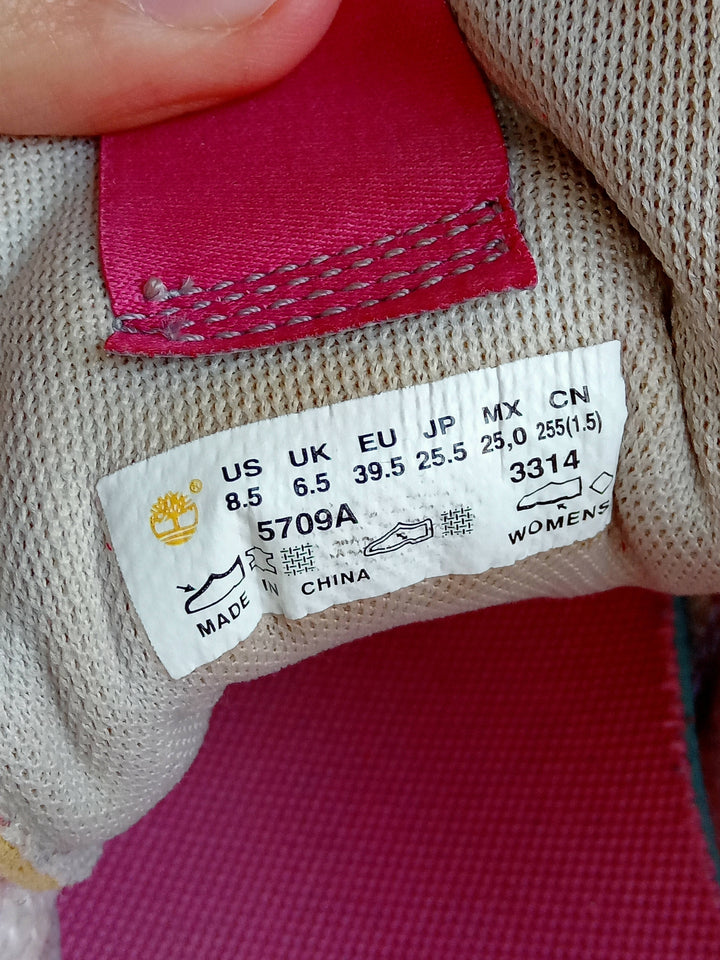 US UK EU JP MX CN
8.5 6.5 39.5 25.5 25,0 255(1.5)
®
5709A 3314
WOMENS
MADE IN CHINA